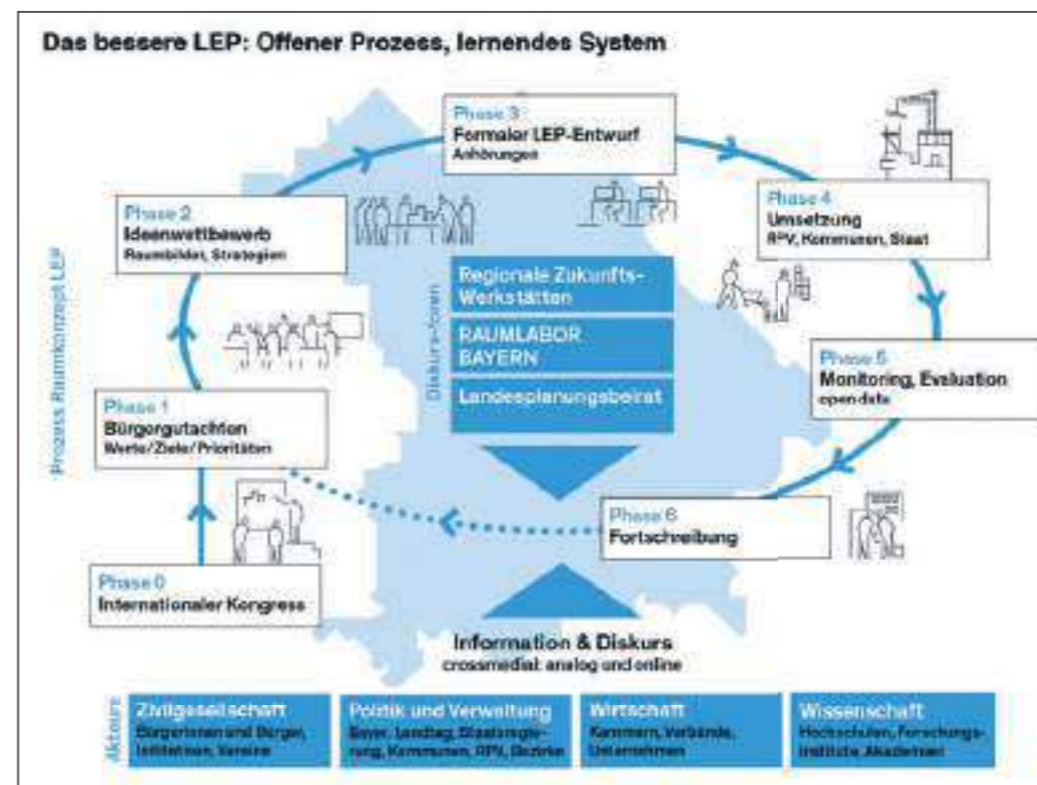 Das bessere LEP: Offener Prozess, lernendes System
Prozess Raumkonzept LEP
Phase 0
Internationaler Kongress
Phase 1
Bürgergutachten
Werte/Ziele/Prioritäten
Phase 2
Ideenwettbewerb
Raumbilder, Strategien
Phase 3
Formaler LEP-Entwurf
Anhörungen
Phase 4
Umsetzung
RPV, Kommunen, Staat
Phase 5
Monitoring, Evaluation
open data
Phase 6
Fortschreibung
Diskurs-foren
Regionale Zukunfts-
Werkstätten
RAUMLABOR
BAYERN
Landesplanungsbeirat
Information & Diskurs
crossmedial: analog und online
Akteure
Zivilgesellschaft
Bürgerinnen und Bürger,
Initiativen, Vereine
Politik und Verwaltung
Bayer. Landtag, Staatsregie-
rung, Kommunen, RPV, Bezirke
Wirtschaft
Kammern, Verbände,
Unternehmen
Wissenschaft
Hochschulen, Forschungs-
institute, Akademien